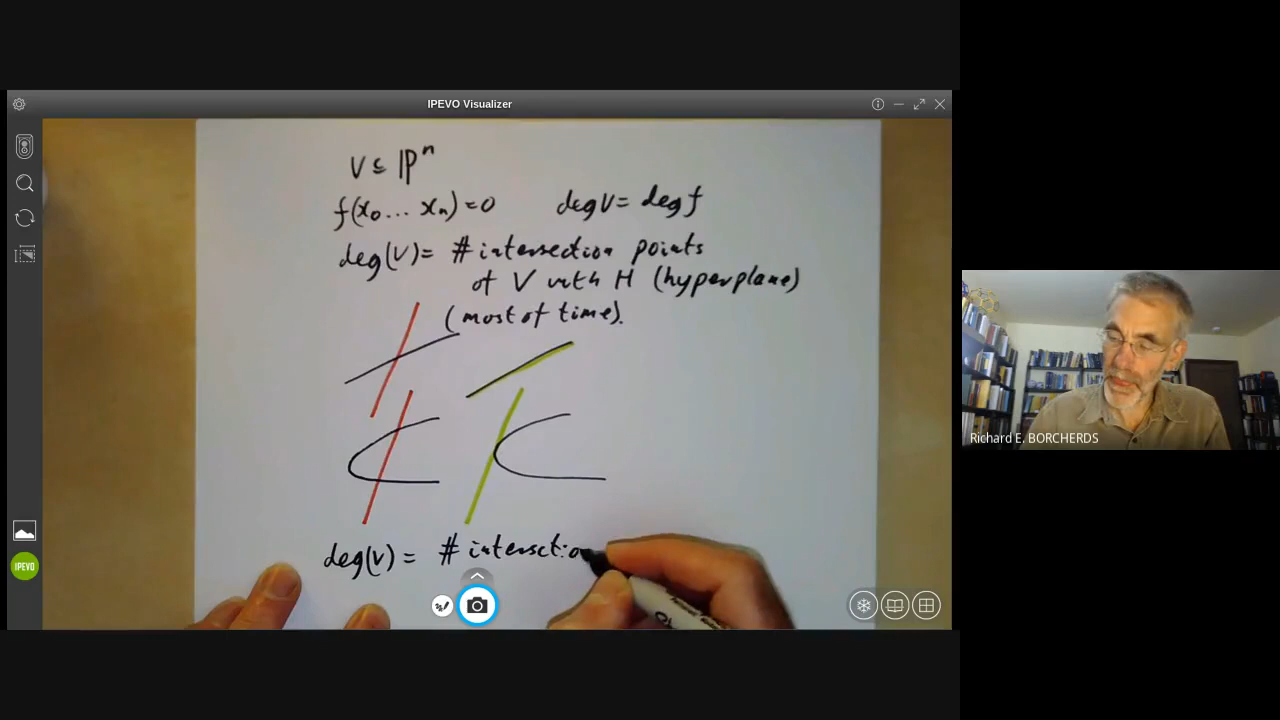 IPEVO Visualizer
V ⊆ ℙⁿ
f(x₀... xₙ)=0 deg V = deg f
deg(V)= # intersection points
of V with H (hyperplane)
(most of time).
deg(V) = # intersctio
IPEVO
Richard E. BORCHERDS